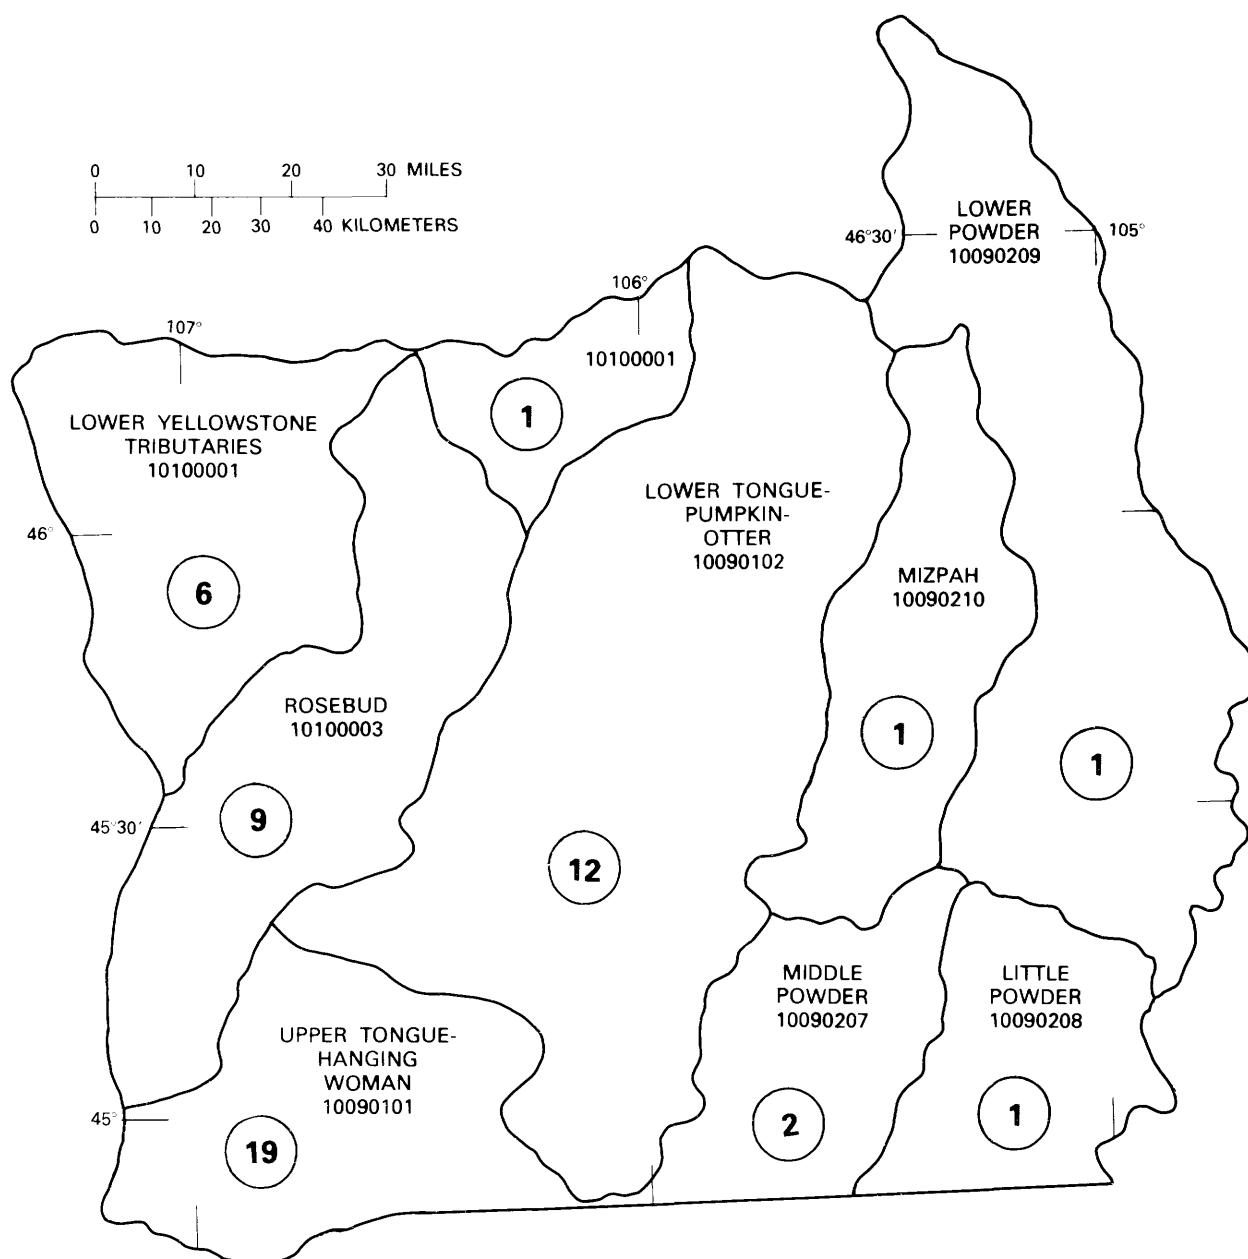 0 10 20 30 MILES
0 10 20 30 40 KILOMETERS
LOWER
POWDER
10090209
46°30'
105°
106°
107°
10100001
1
LOWER YELLOWSTONE
TRIBUTARIES
10100001
LOWER TONGUE-
PUMPKIN-
OTTER
10090102
46°
6
MIZPAH
10090210
ROSEBUD
10100003
1
1
45°30'
9
12
MIDDLE
POWDER
10090207
LITTLE
POWDER
10090208
UPPER TONGUE-
HANGING
WOMAN
10090101
45°
19
2
1